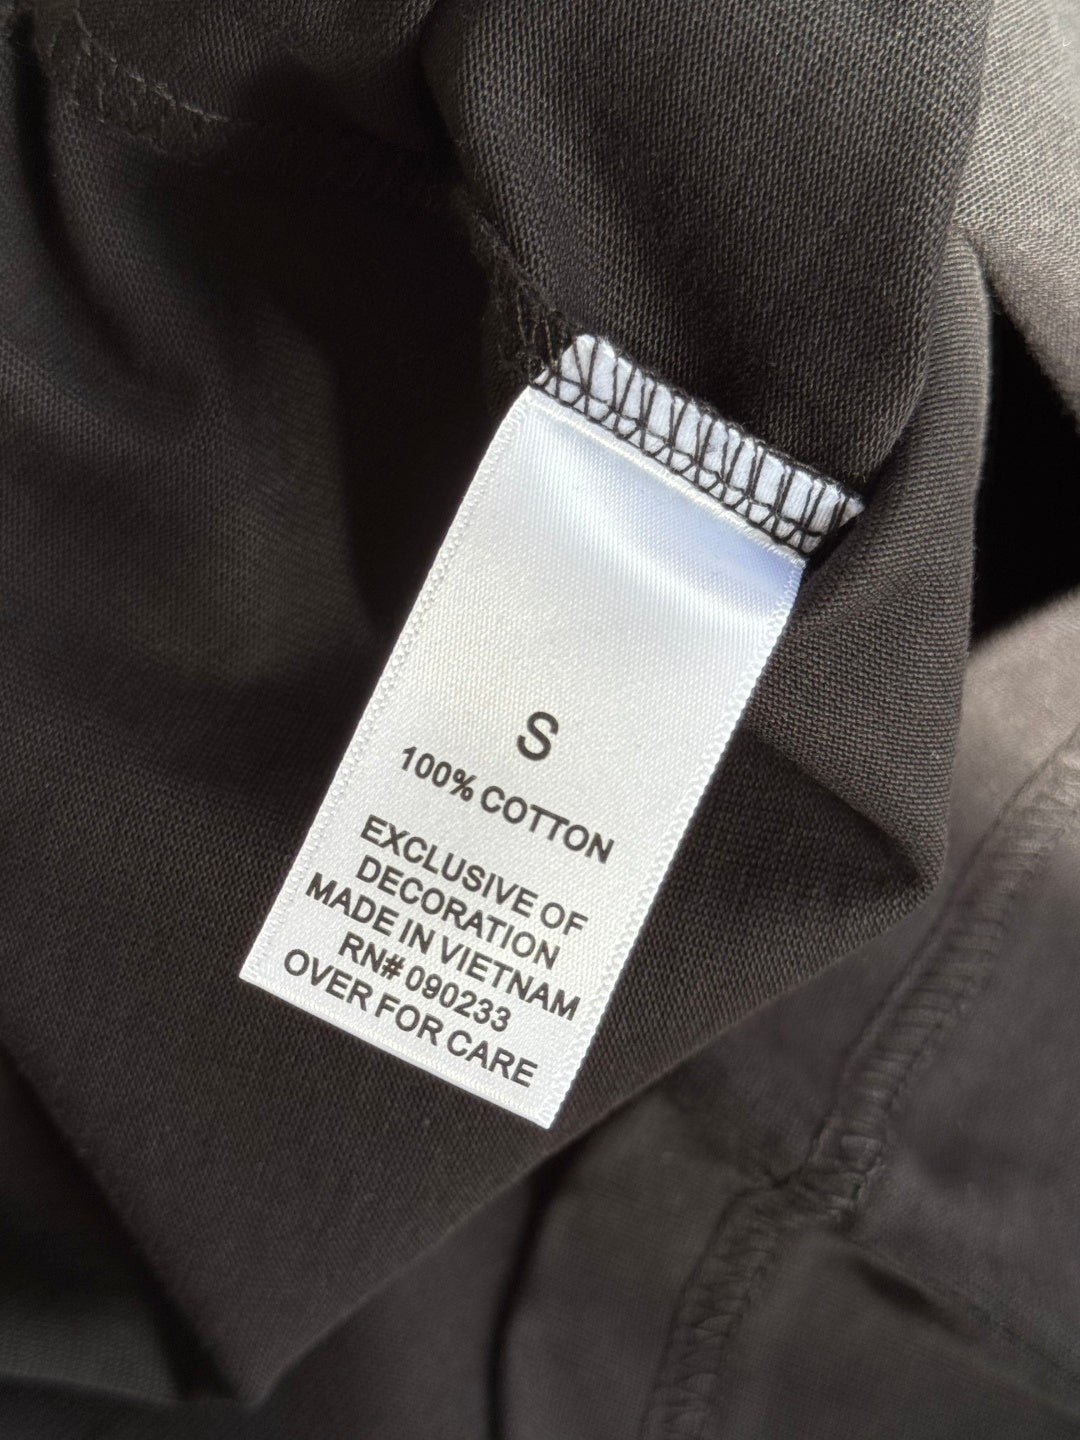 S
100% COTTON
EXCLUSIVE OF
DECORATION
MADE IN VIETNAM
RN# 090233
OVER FOR CARE